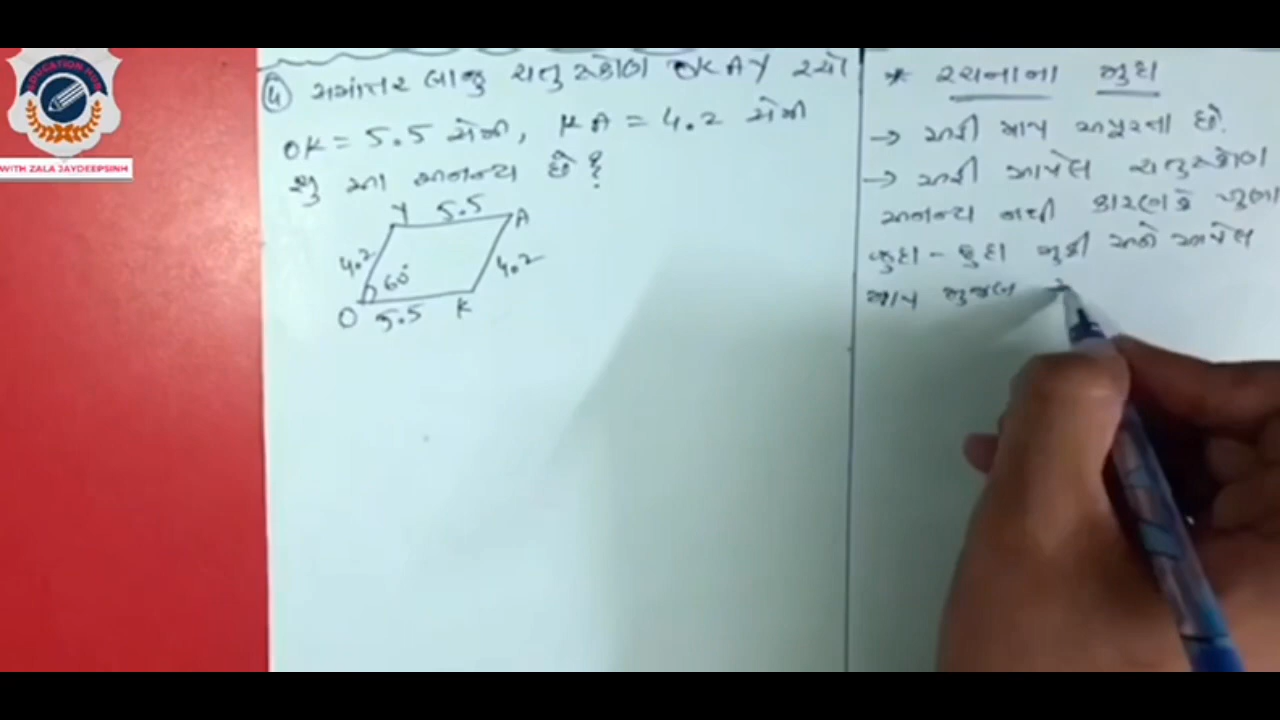 EDUCATION HUB
WITH ZALA JAYDEEPSINH
૫ સમાંતર બાજુ ચતુષ્કોણ OKAY રચો
OK = 5.5 સેમી, KA = 4.2 સેમી
શું આ અનન્ય છે?
Y 5.5 A
4.2 60° 4.2
O 5.5 K
* રચનાના મુદ્દા
→ અહી માપ અપૂરતા છે.
→ અહી આપેલ ચતુષ્કોણ
અનન્ય નથી કારણકે ખૂણા
જુદા - જુદા મુકી અને આપેલ
માપ મુજબ